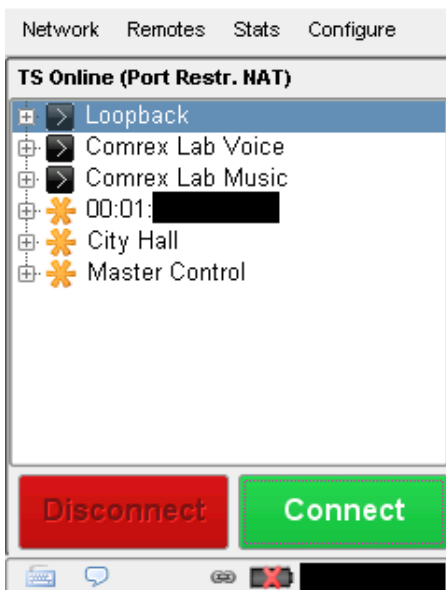 Network Remotes Stats Configure
TS Online (Port Restr. NAT)
Loopback
Comrex Lab Voice
Comrex Lab Music
00:01:
City Hall
Master Control
Disconnect Connect